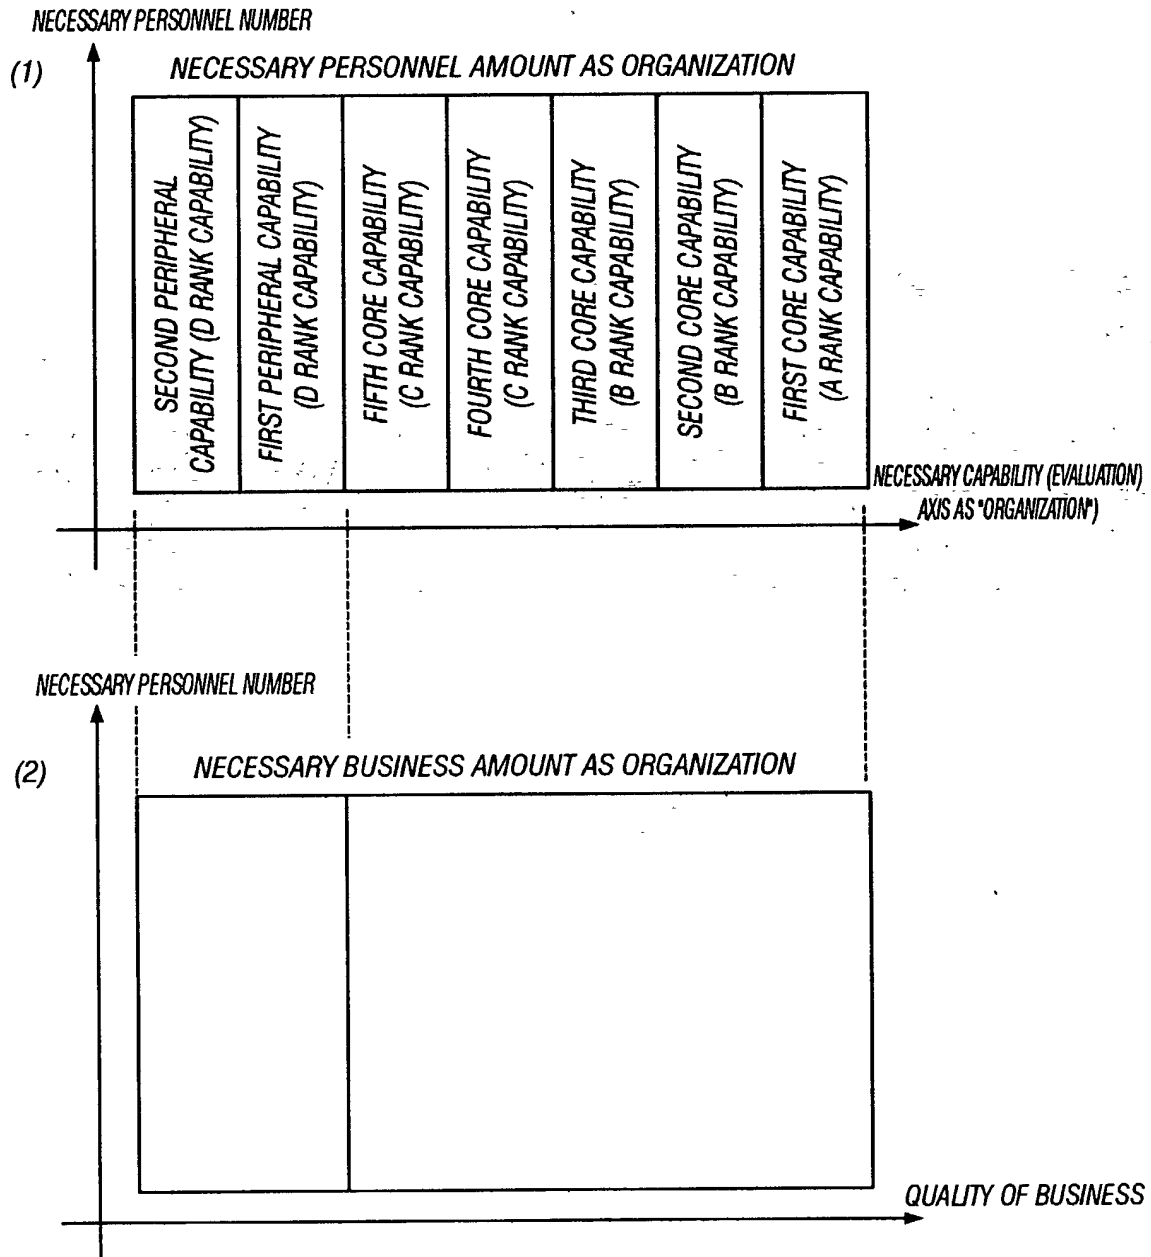 NECESSARY PERSONNEL NUMBER
(1)
NECESSARY PERSONNEL AMOUNT AS ORGANIZATION
SECOND PERIPHERAL
CAPABILITY (D RANK CAPABILITY)
FIRST PERIPHERAL CAPABILITY
(D RANK CAPABILITY)
FIFTH CORE CAPABILITY
(C RANK CAPABILITY)
FOURTH CORE CAPABILITY
(C RANK CAPABILITY)
THIRD CORE CAPABILITY
(B RANK CAPABILITY)
SECOND CORE CAPABILITY
(B RANK CAPABILITY)
FIRST CORE CAPABILITY
(A RANK CAPABILITY)
NECESSARY CAPABILITY (EVALUATION)
AXIS AS "ORGANIZATION")
NECESSARY PERSONNEL NUMBER
(2)
NECESSARY BUSINESS AMOUNT AS ORGANIZATION
QUALITY OF BUSINESS